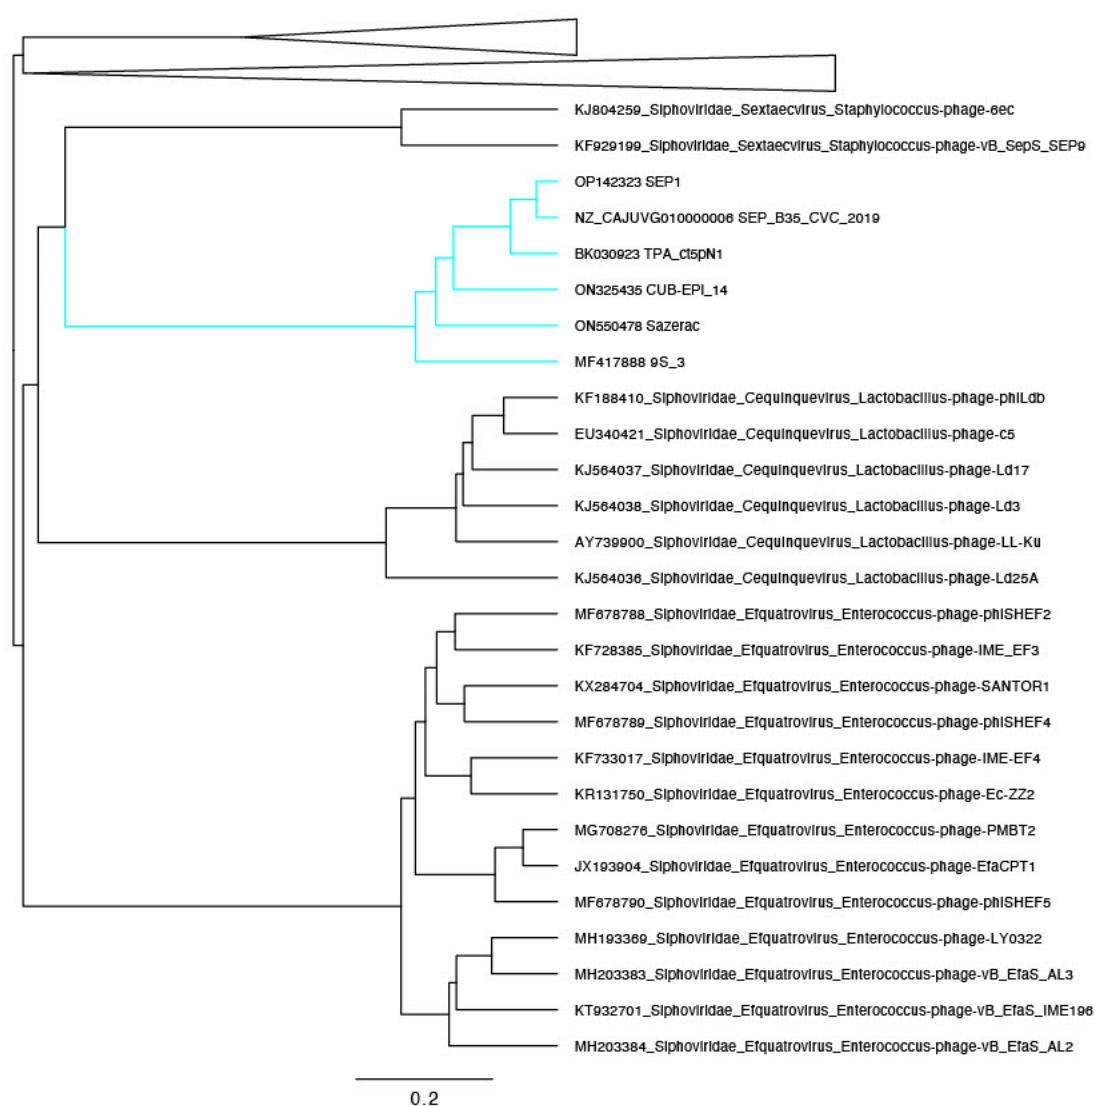 KJ804259_Siphoviridae_Sextaecvirus_Staphylococcus-phage-6ec
KF929199_Siphoviridae_Sextaecvirus_Staphylococcus-phage-vB_SepS_SEP9
OP142323 SEP1
NZ_CAJUVG010000006 SEP_B35_CVC_2019
BK030923 TPA_ct5pN1
ON325435 CUB-EPI_14
ON550478 Sazerac
MF417888 9S_3
KF188410_Siphoviridae_Cequinquevirus_Lactobacillus-phage-phiLdb
EU340421_Siphoviridae_Cequinquevirus_Lactobacillus-phage-c5
KJ564037_Siphoviridae_Cequinquevirus_Lactobacillus-phage-Ld17
KJ564038_Siphoviridae_Cequinquevirus_Lactobacillus-phage-Ld3
AY739900_Siphoviridae_Cequinquevirus_Lactobacillus-phage-LL-Ku
KJ564036_Siphoviridae_Cequinquevirus_Lactobacillus-phage-Ld25A
MF678788_Siphoviridae_Efquatrovirus_Enterococcus-phage-phiSHEF2
KF728385_Siphoviridae_Efquatrovirus_Enterococcus-phage-IME_EF3
KX284704_Siphoviridae_Efquatrovirus_Enterococcus-phage-SANTOR1
MF678789_Siphoviridae_Efquatrovirus_Enterococcus-phage-phiSHEF4
KF733017_Siphoviridae_Efquatrovirus_Enterococcus-phage-IME-EF4
KR131750_Siphoviridae_Efquatrovirus_Enterococcus-phage-Ec-ZZ2
MG708276_Siphoviridae_Efquatrovirus_Enterococcus-phage-PMBT2
JX193904_Siphoviridae_Efquatrovirus_Enterococcus-phage-EfaCPT1
MF678790_Siphoviridae_Efquatrovirus_Enterococcus-phage-phiSHEF5
MH193369_Siphoviridae_Efquatrovirus_Enterococcus-phage-LY0322
MH203383_Siphoviridae_Efquatrovirus_Enterococcus-phage-vB_EfaS_AL3
KT932701_Siphoviridae_Efquatrovirus_Enterococcus-phage-vB_EfaS_IME196
MH203384_Siphoviridae_Efquatrovirus_Enterococcus-phage-vB_EfaS_AL2
0.2